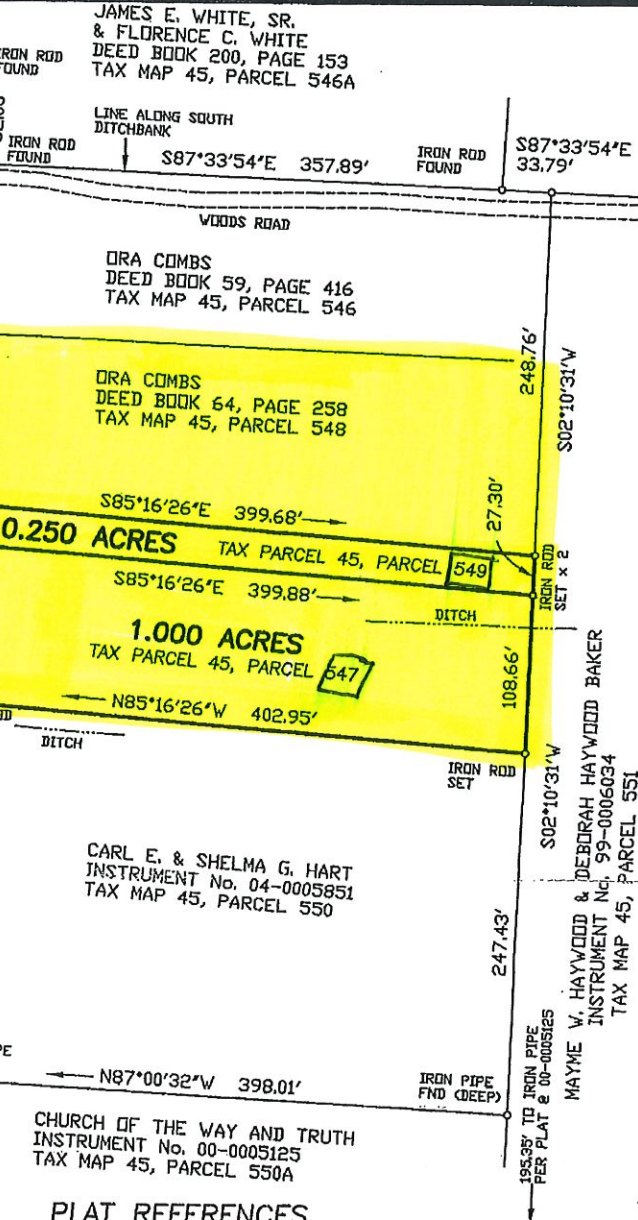 JAMES E. WHITE, SR.
& FLORENCE C. WHITE
DEED BOOK 200, PAGE 153
TAX MAP 45, PARCEL 546A
IRON ROD
FOUND
LINE ALONG SOUTH
DITCHBANK
IRON ROD
FOUND
S87°33'54"E 357.89'
IRON ROD
FOUND
S87°33'54"E
33.79'
WOODS ROAD
ORA COMBS
DEED BOOK 59, PAGE 416
TAX MAP 45, PARCEL 546
248.76'
S02°10'31"W
ORA COMBS
DEED BOOK 64, PAGE 258
TAX MAP 45, PARCEL 548
S85°16'26"E 399.68'
27.30'
0.250 ACRES TAX PARCEL 45, PARCEL 549
IRON ROD
SET x 2
S85°16'26"E 399.88'
DITCH
1.000 ACRES
TAX PARCEL 45, PARCEL 547
108.66'
N85°16'26"W 402.95'
DITCH
IRON ROD
SET
S02°10'31"W
MAYME W. HAYWOOD & DEBORAH HAYWOOD BAKER
INSTRUMENT No. 99-0006034
TAX MAP 45, PARCEL 551
CARL E. & SHELMA G. HART
INSTRUMENT No. 04-0005851
TAX MAP 45, PARCEL 550
247.43'
N87°00'32"W 398.01'
IRON PIPE
FND (DEEP)
195.35' TO IRON PIPE
PER PLAT @ 00-0005125
CHURCH OF THE WAY AND TRUTH
INSTRUMENT No. 00-0005125
TAX MAP 45, PARCEL 550A
PLAT REFERENCES